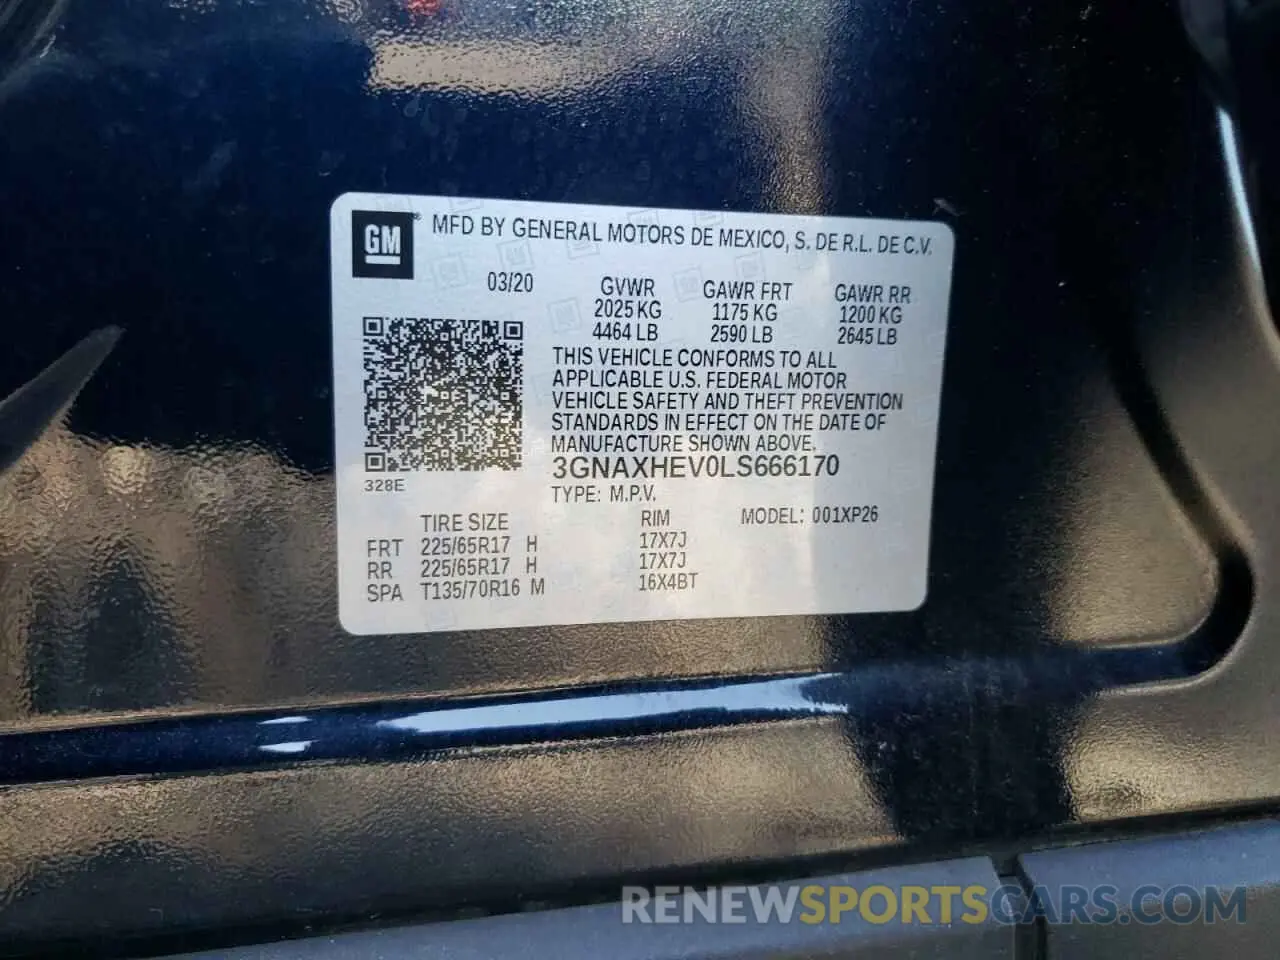 GM® MFD BY GENERAL MOTORS DE MEXICO, S. DE R.L. DE C.V.
03/20 GVWR GAWR FRT GAWR RR
2025 KG 1175 KG 1200 KG
4464 LB 2590 LB 2645 LB
THIS VEHICLE CONFORMS TO ALL
APPLICABLE U.S. FEDERAL MOTOR
VEHICLE SAFETY AND THEFT PREVENTION
STANDARDS IN EFFECT ON THE DATE OF
MANUFACTURE SHOWN ABOVE.
3GNAXHEV0LS666170
328E
TYPE: M.P.V.
TIRE SIZE RIM MODEL: 001XP26
FRT 225/65R17 H 17X7J
RR 225/65R17 H 17X7J
SPA T135/70R16 M 16X4BT
RENEWSPORTSCARS.COM